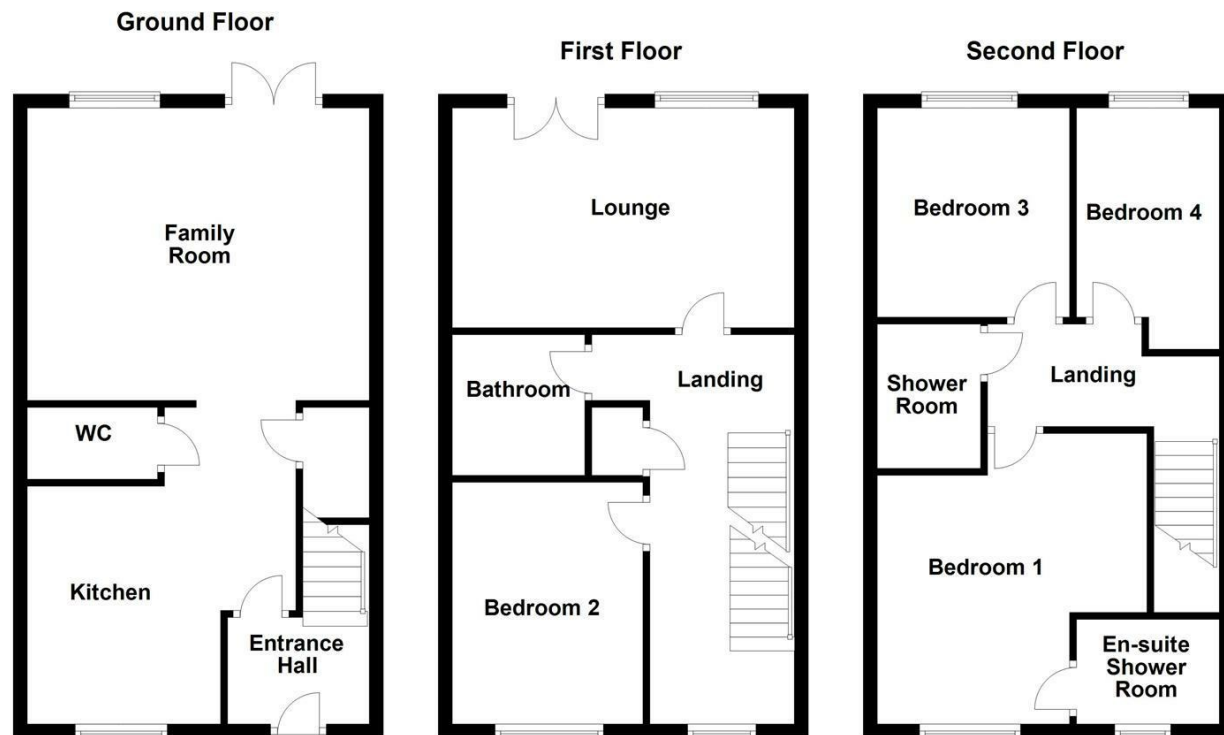 Ground Floor
Family
Room
WC
Kitchen
Entrance
Hall
First Floor
Lounge
Bathroom
Landing
Bedroom 2
Second Floor
Bedroom 3
Bedroom 4
Shower
Room
Landing
Bedroom 1
En-suite
Shower
Room